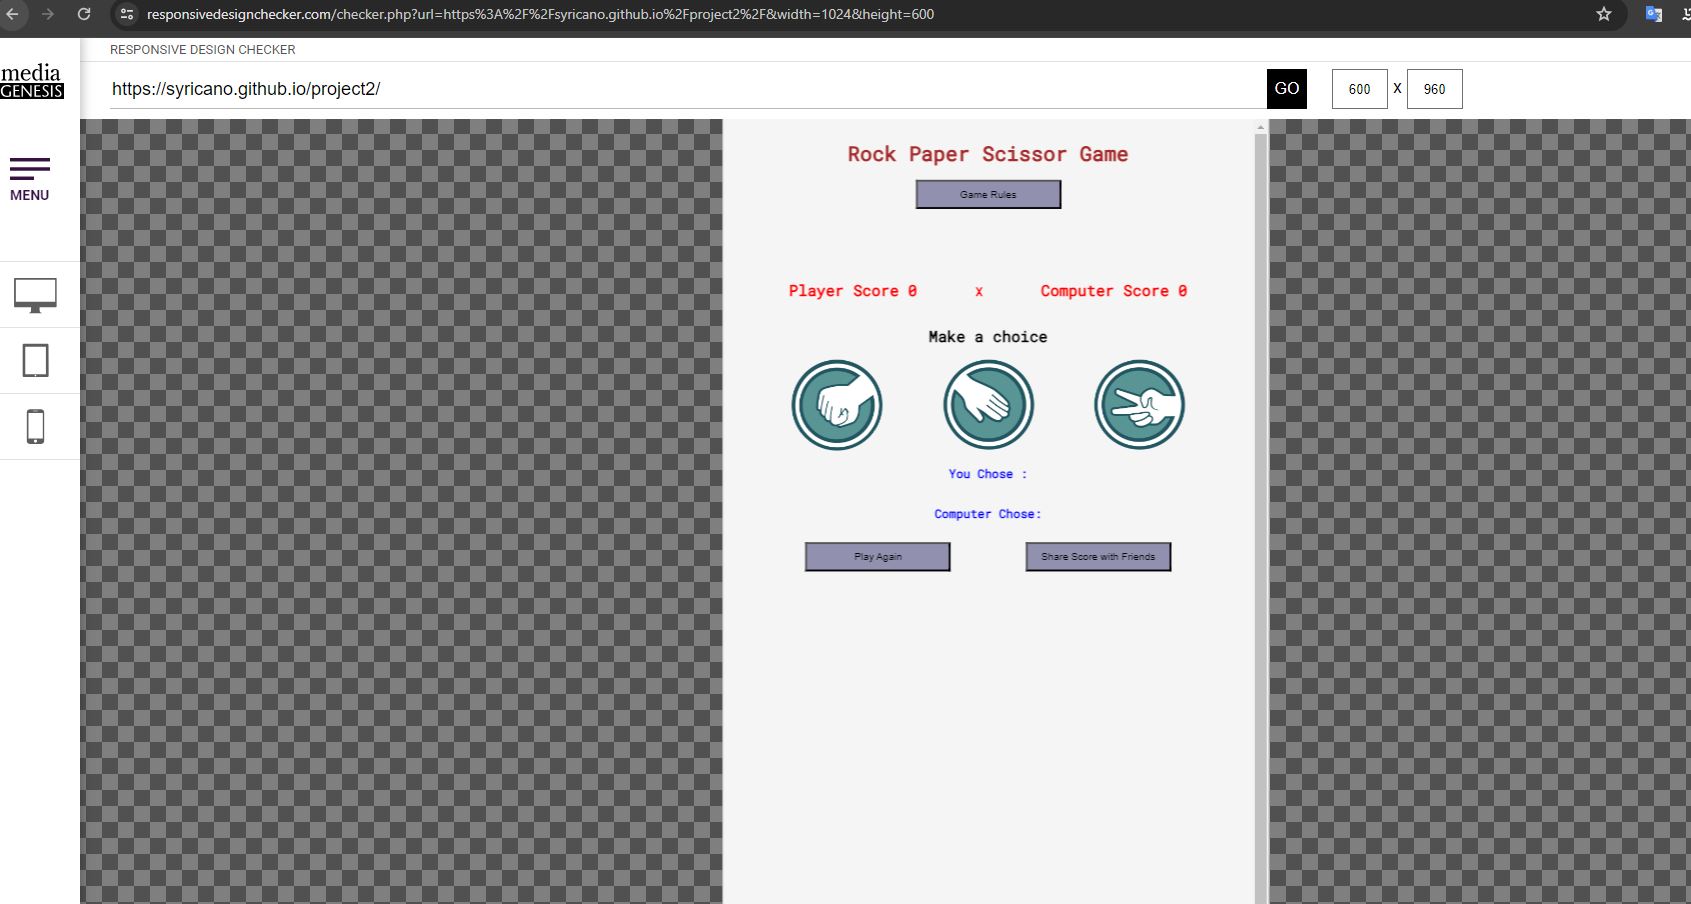 responsivedesignchecker.com/checker.php?url=https%3A%2F%2Fsyricano.github.io%2Fproject2%2F&width=1024&height=600
RESPONSIVE DESIGN CHECKER
media
GENESIS
https://syricano.github.io/project2/
GO
600 X 960
MENU
Rock Paper Scissor Game
Game Rules
Player Score 0 x Computer Score 0
Make a choice
You Chose :
Computer Chose:
Play Again Share Score with Friends